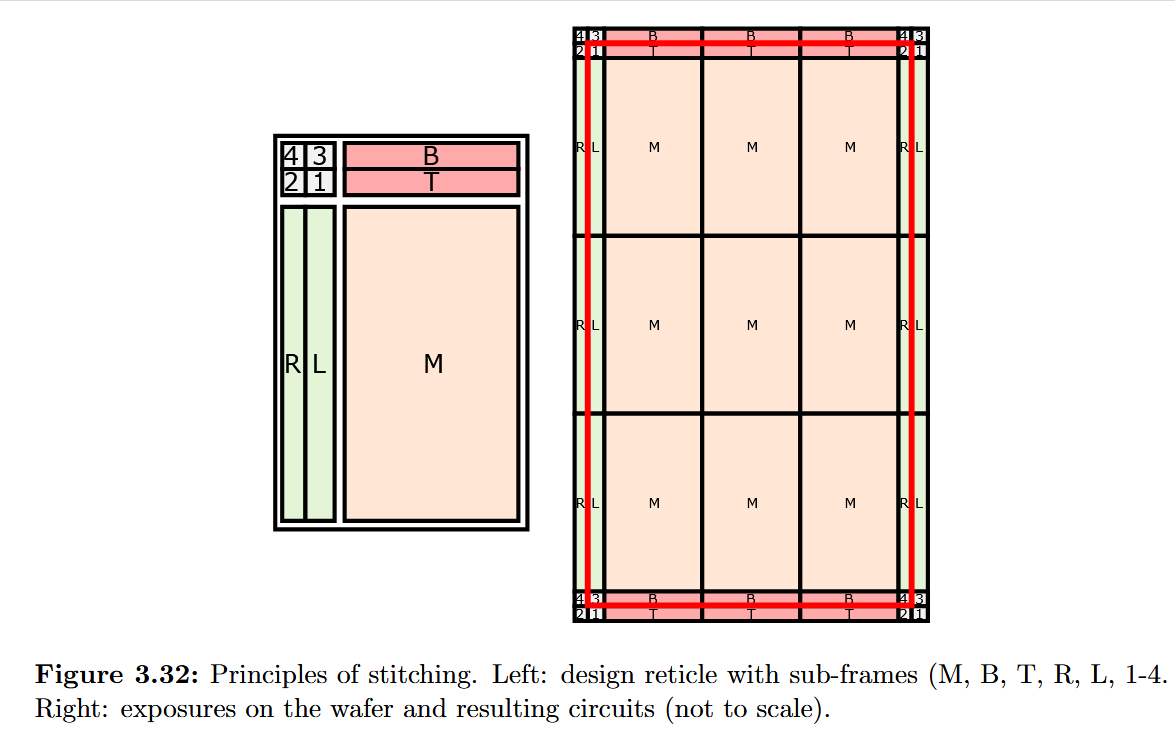 4 3 B B B 4 3
2 1 T T T 2 1
R L M M M R L
4 3 B
2 1 T
R L M M M R L
R L M
R L M M M R L
4 3 B B B 4 3
2 1 T T T 2 1
Figure 3.32: Principles of stitching. Left: design reticle with sub-frames (M, B, T, R, L, 1-4.
Right: exposures on the wafer and resulting circuits (not to scale).